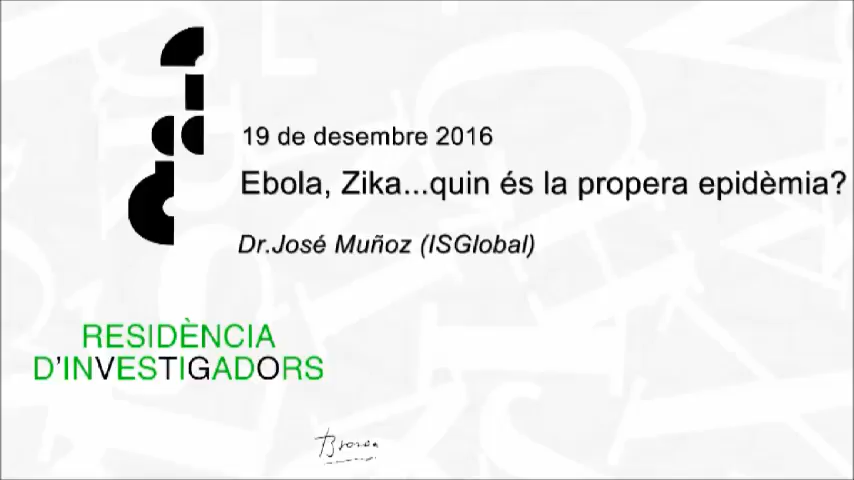 19 de desembre 2016
Ebola, Zika...quin és la propera epidèmia?
Dr.José Muñoz (ISGlobal)
RESIDÈNCIA
D'INVESTIGADORS